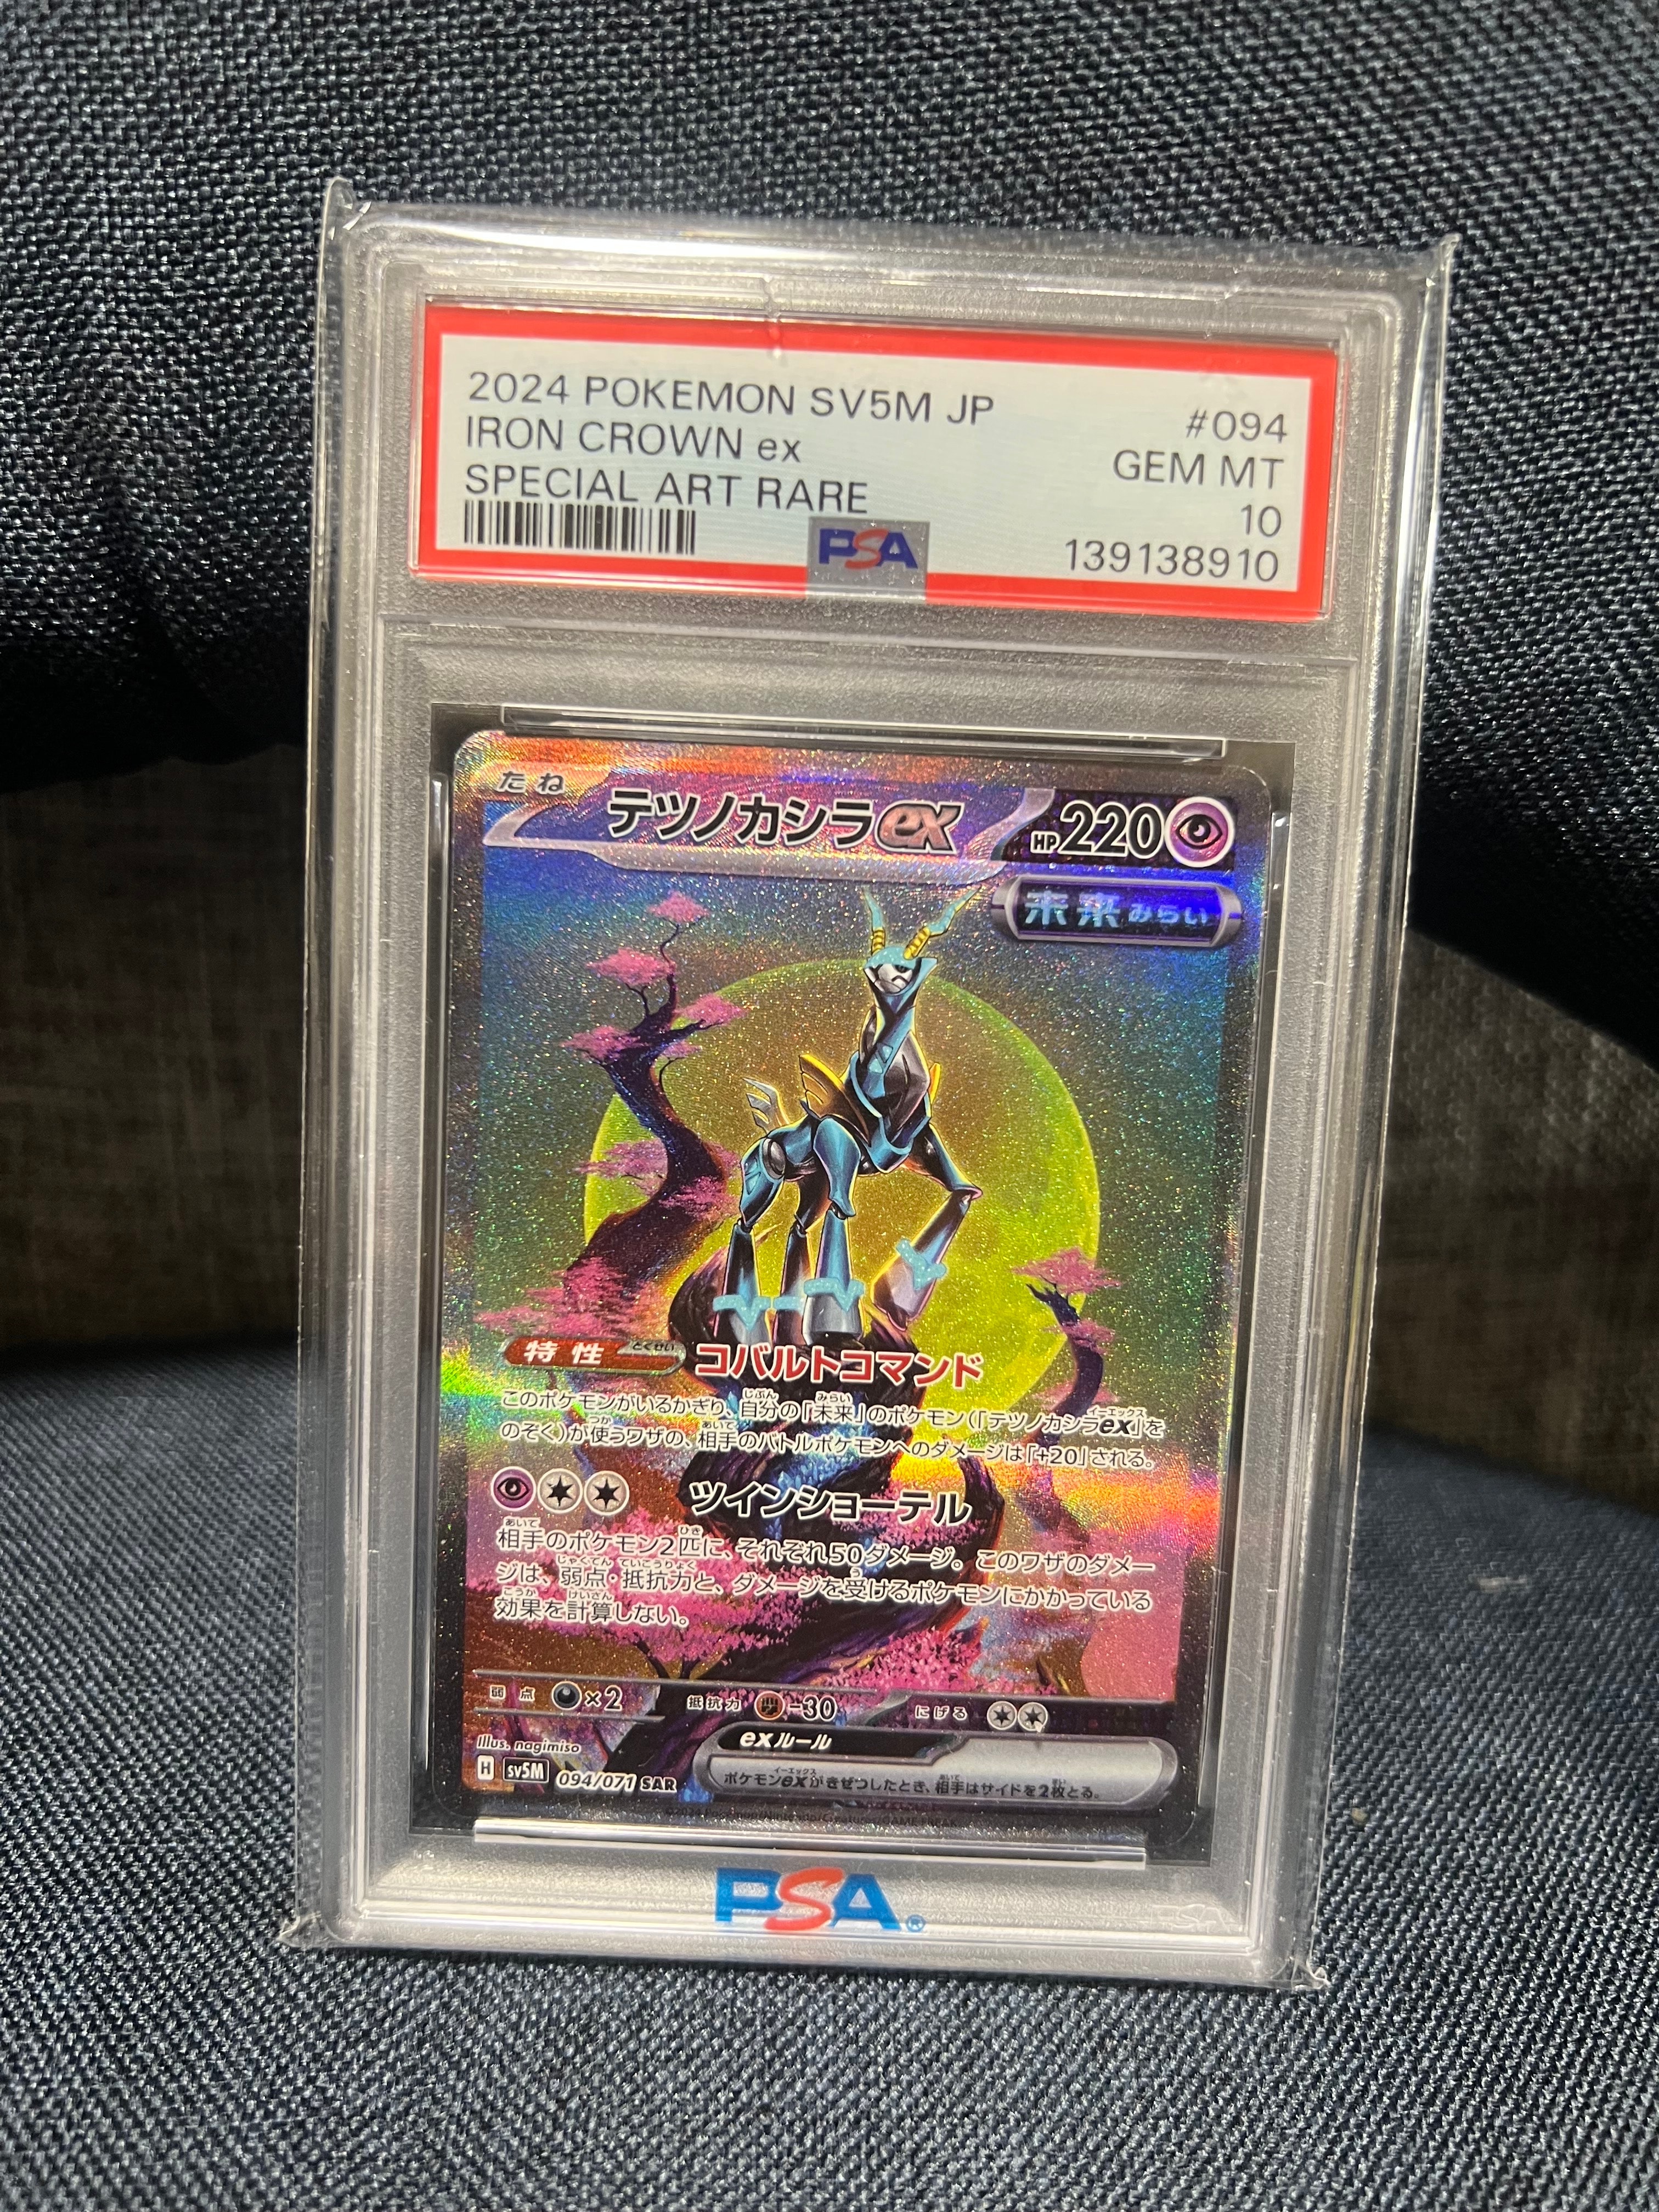 2024 POKEMON SV5M JP #094
IRON CROWN ex GEM MT
SPECIAL ART RARE 10
PSA 139138910
たね テツノカシラex HP220
未来 みらい
特性 とくせい コバルトコマンド
このポケモンがいるかぎり、自分の「未来」のポケモン(「テツノカシラex」を
のぞく)が使うワザの、相手のバトルポケモンへのダメージは「+20」される。
ツインショーテル
相手のポケモン2匹に、それぞれ50ダメージ。このワザのダメー
ジは、弱点・抵抗力と、ダメージを受けるポケモンにかかっている
効果を計算しない。
弱点 ×2 抵抗力 -30 にげる
Illus. nagimiso
exルール
H sv5M 094/071 SAR
ポケモンexがきぜつしたとき、相手はサイドを2枚とる。
©2024 Pokémon/Nintendo/Creatures/GAME FREAK
PSA®